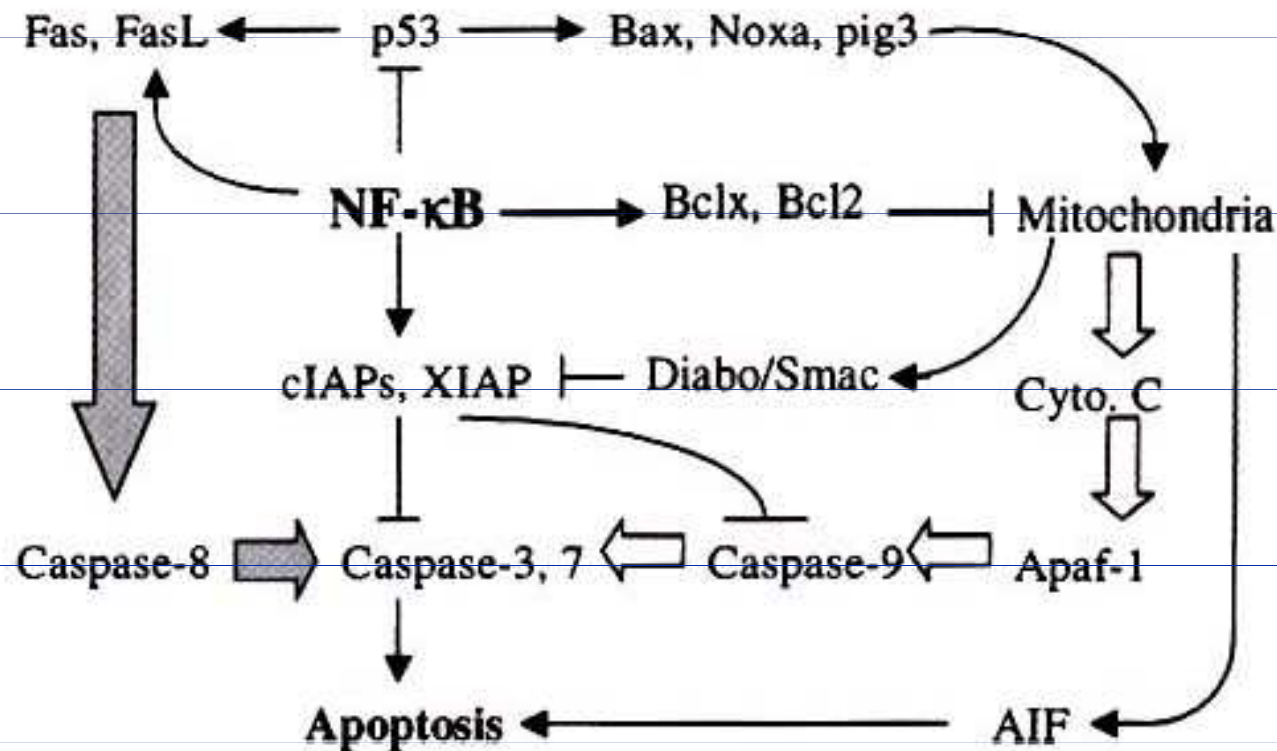 Fas, FasL p53 Bax, Noxa, pig3
NF-κB Bclx, Bcl2 Mitochondria
cIAPs, XIAP Diabo/Smac Cyto. C
Caspase-8 Caspase-3, 7 Caspase-9 Apaf-1
Apoptosis AIF